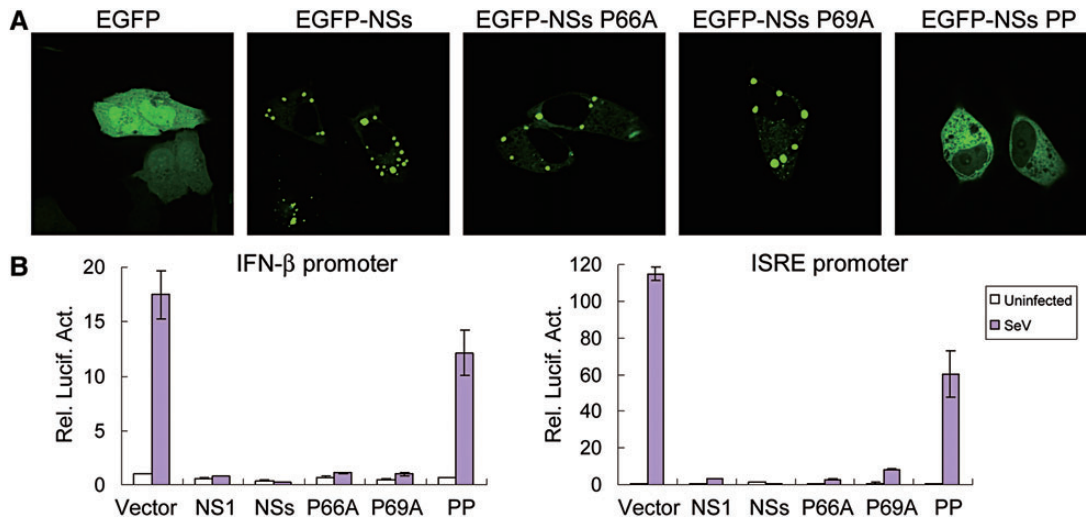 A
EGFP EGFP-NSs EGFP-NSs P66A EGFP-NSs P69A EGFP-NSs PP
B
IFN-β promoter
Rel. Lucif. Act.
20
15
10
5
0
Vector NS1 NSs P66A P69A PP
ISRE promoter
Rel. Lucif. Act.
120
100
80
60
40
20
0
Vector NS1 NSs P66A P69A PP
Uninfected
SeV